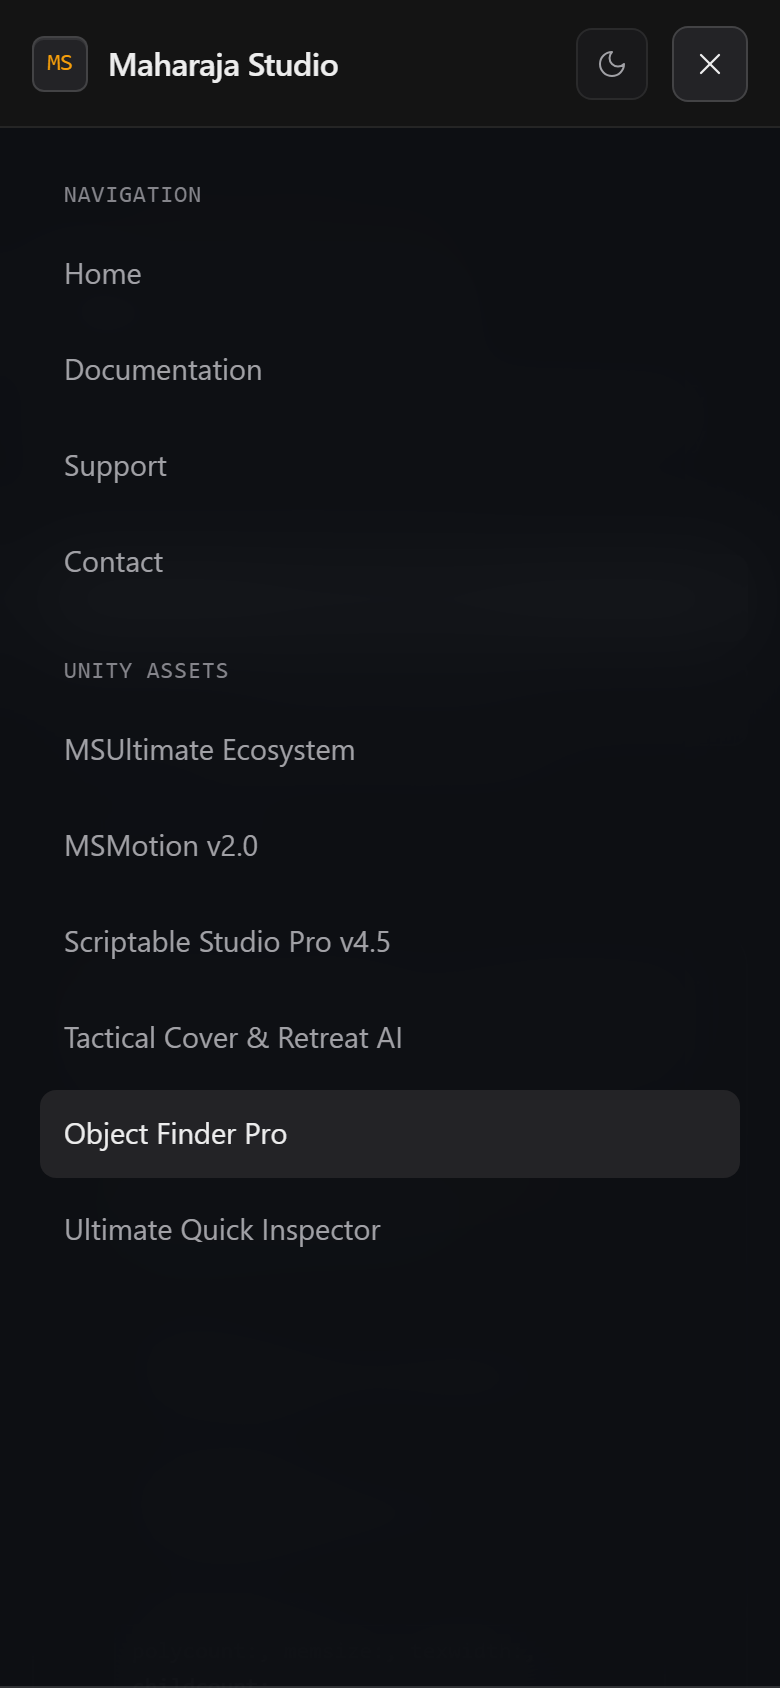 MS
Maharaja Studio
NAVIGATION
Home
Documentation
Support
Contact
UNITY ASSETS
MSUltimate Ecosystem
MSMotion v2.0
Scriptable Studio Pro v4.5
Tactical Cover & Retreat AI
Object Finder Pro
Ultimate Quick Inspector